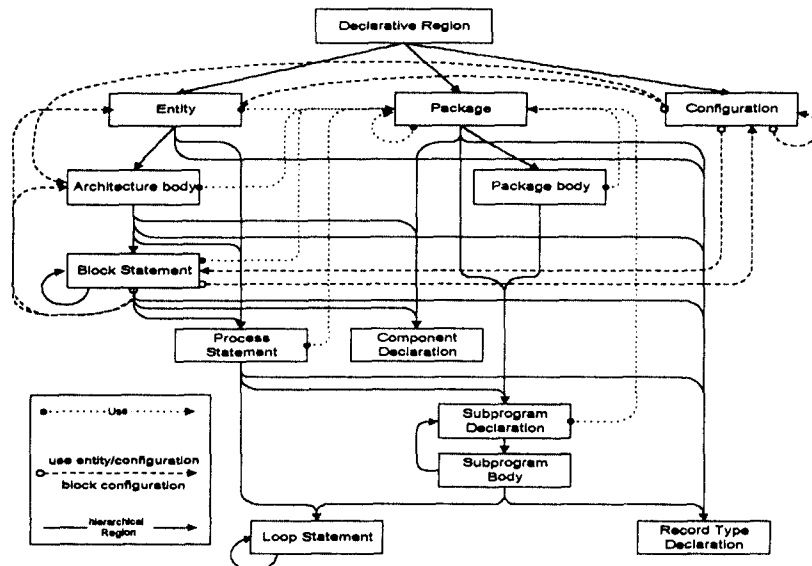 Declarative Region
Entity
Package
Configuration
Architecture body
Package body
Block Statement
Process
Statement
Component
Declaration
Subprogram
Declaration
Subprogram
Body
Loop Statement
Record Type
Declaration
Use
use entity/configuration
block configuration
hierarchical
Region